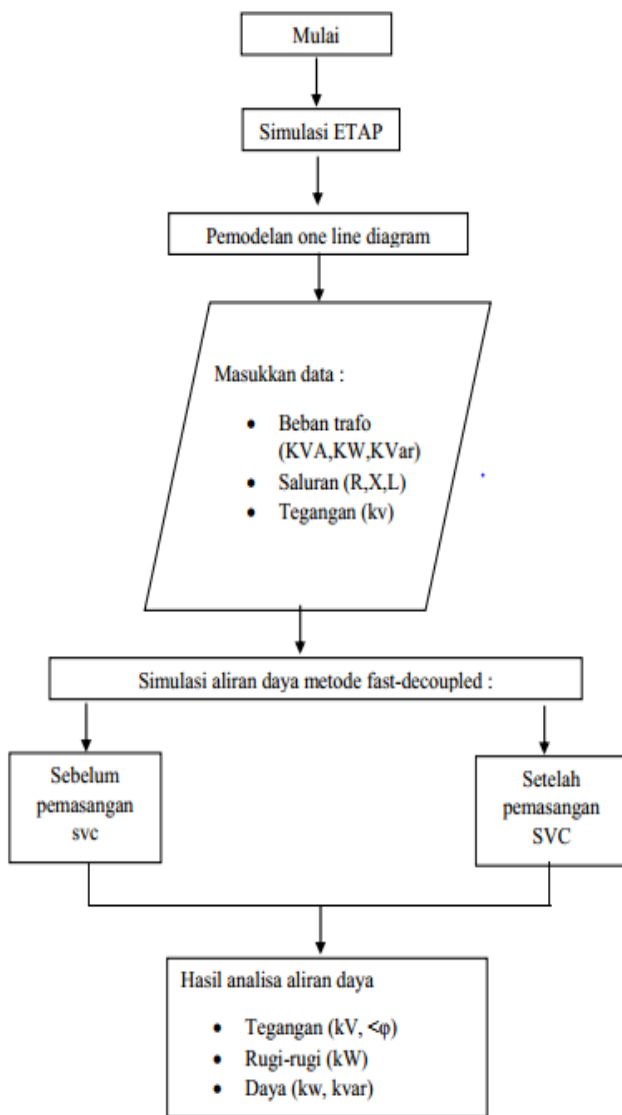 Mulai
Simulasi ETAP
Pemodelan one line diagram
Masukkan data :
• Beban trafo
(KVA,KW,KVar)
• Saluran (R,X,L)
• Tegangan (kv)
Simulasi aliran daya metode fast-decoupled :
Sebelum
pemasangan
svc
Setelah
pemasangan
SVC
Hasil analisa aliran daya
• Tegangan (kV, <φ)
• Rugi-rugi (kW)
• Daya (kw, kvar)